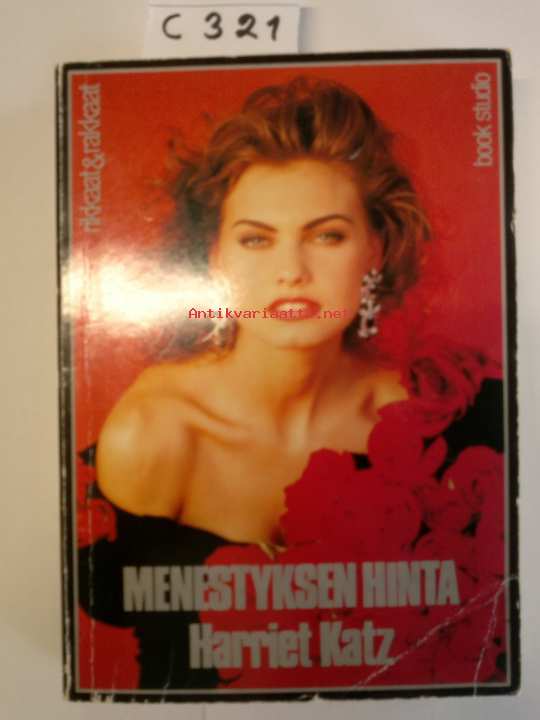 C 321
rikkaat&rakkaat
book studio
Antikvariaatti.net
MENESTYKSEN HINTA
Harriet Katz